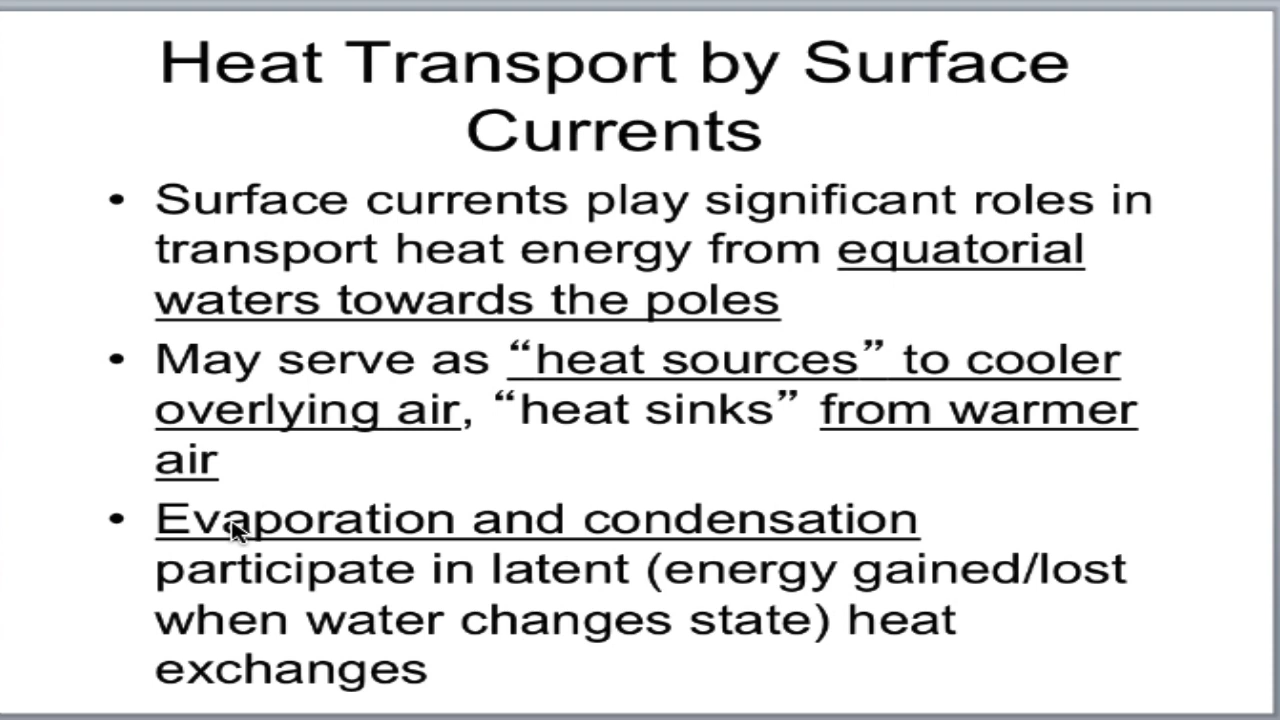 Heat Transport by Surface
Currents
• Surface currents play significant roles in
transport heat energy from equatorial
waters towards the poles
• May serve as “heat sources” to cooler
overlying air, “heat sinks” from warmer
air
• Evaporation and condensation
participate in latent (energy gained/lost
when water changes state) heat
exchanges